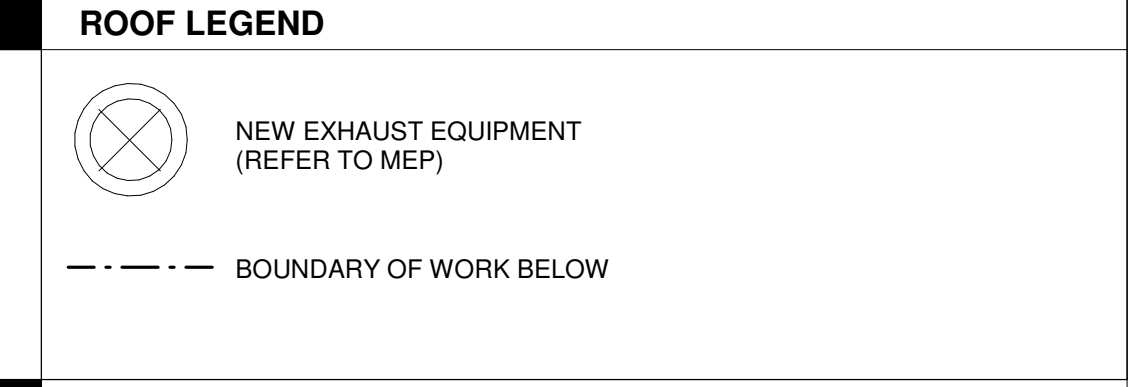 ROOF LEGEND
NEW EXHAUST EQUIPMENT
(REFER TO MEP)
BOUNDARY OF WORK BELOW